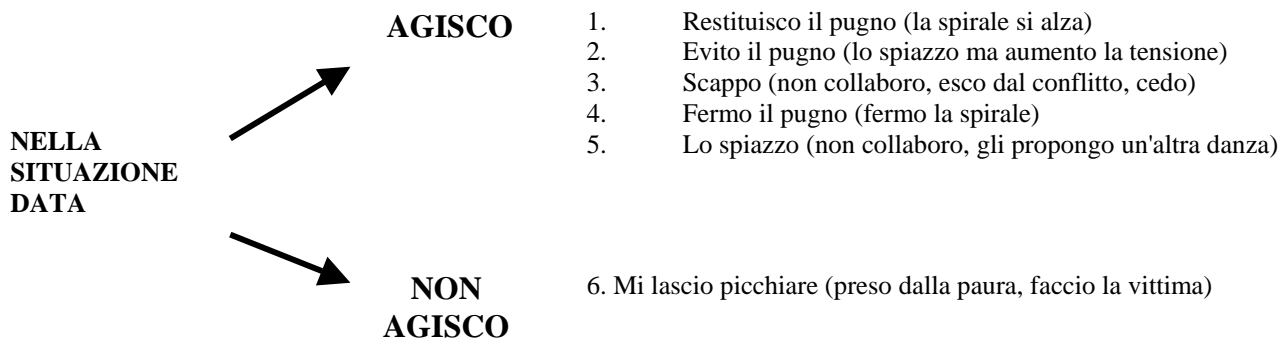 NELLA
SITUAZIONE
DATA
AGISCO
1. Restituisco il pugno (la spirale si alza)
2. Evito il pugno (lo spiazzo ma aumento la tensione)
3. Scappo (non collaboro, esco dal conflitto, cedo)
4. Fermo il pugno (fermo la spirale)
5. Lo spiazzo (non collaboro, gli propongo un'altra danza)
NON
AGISCO
6. Mi lascio picchiare (preso dalla paura, faccio la vittima)